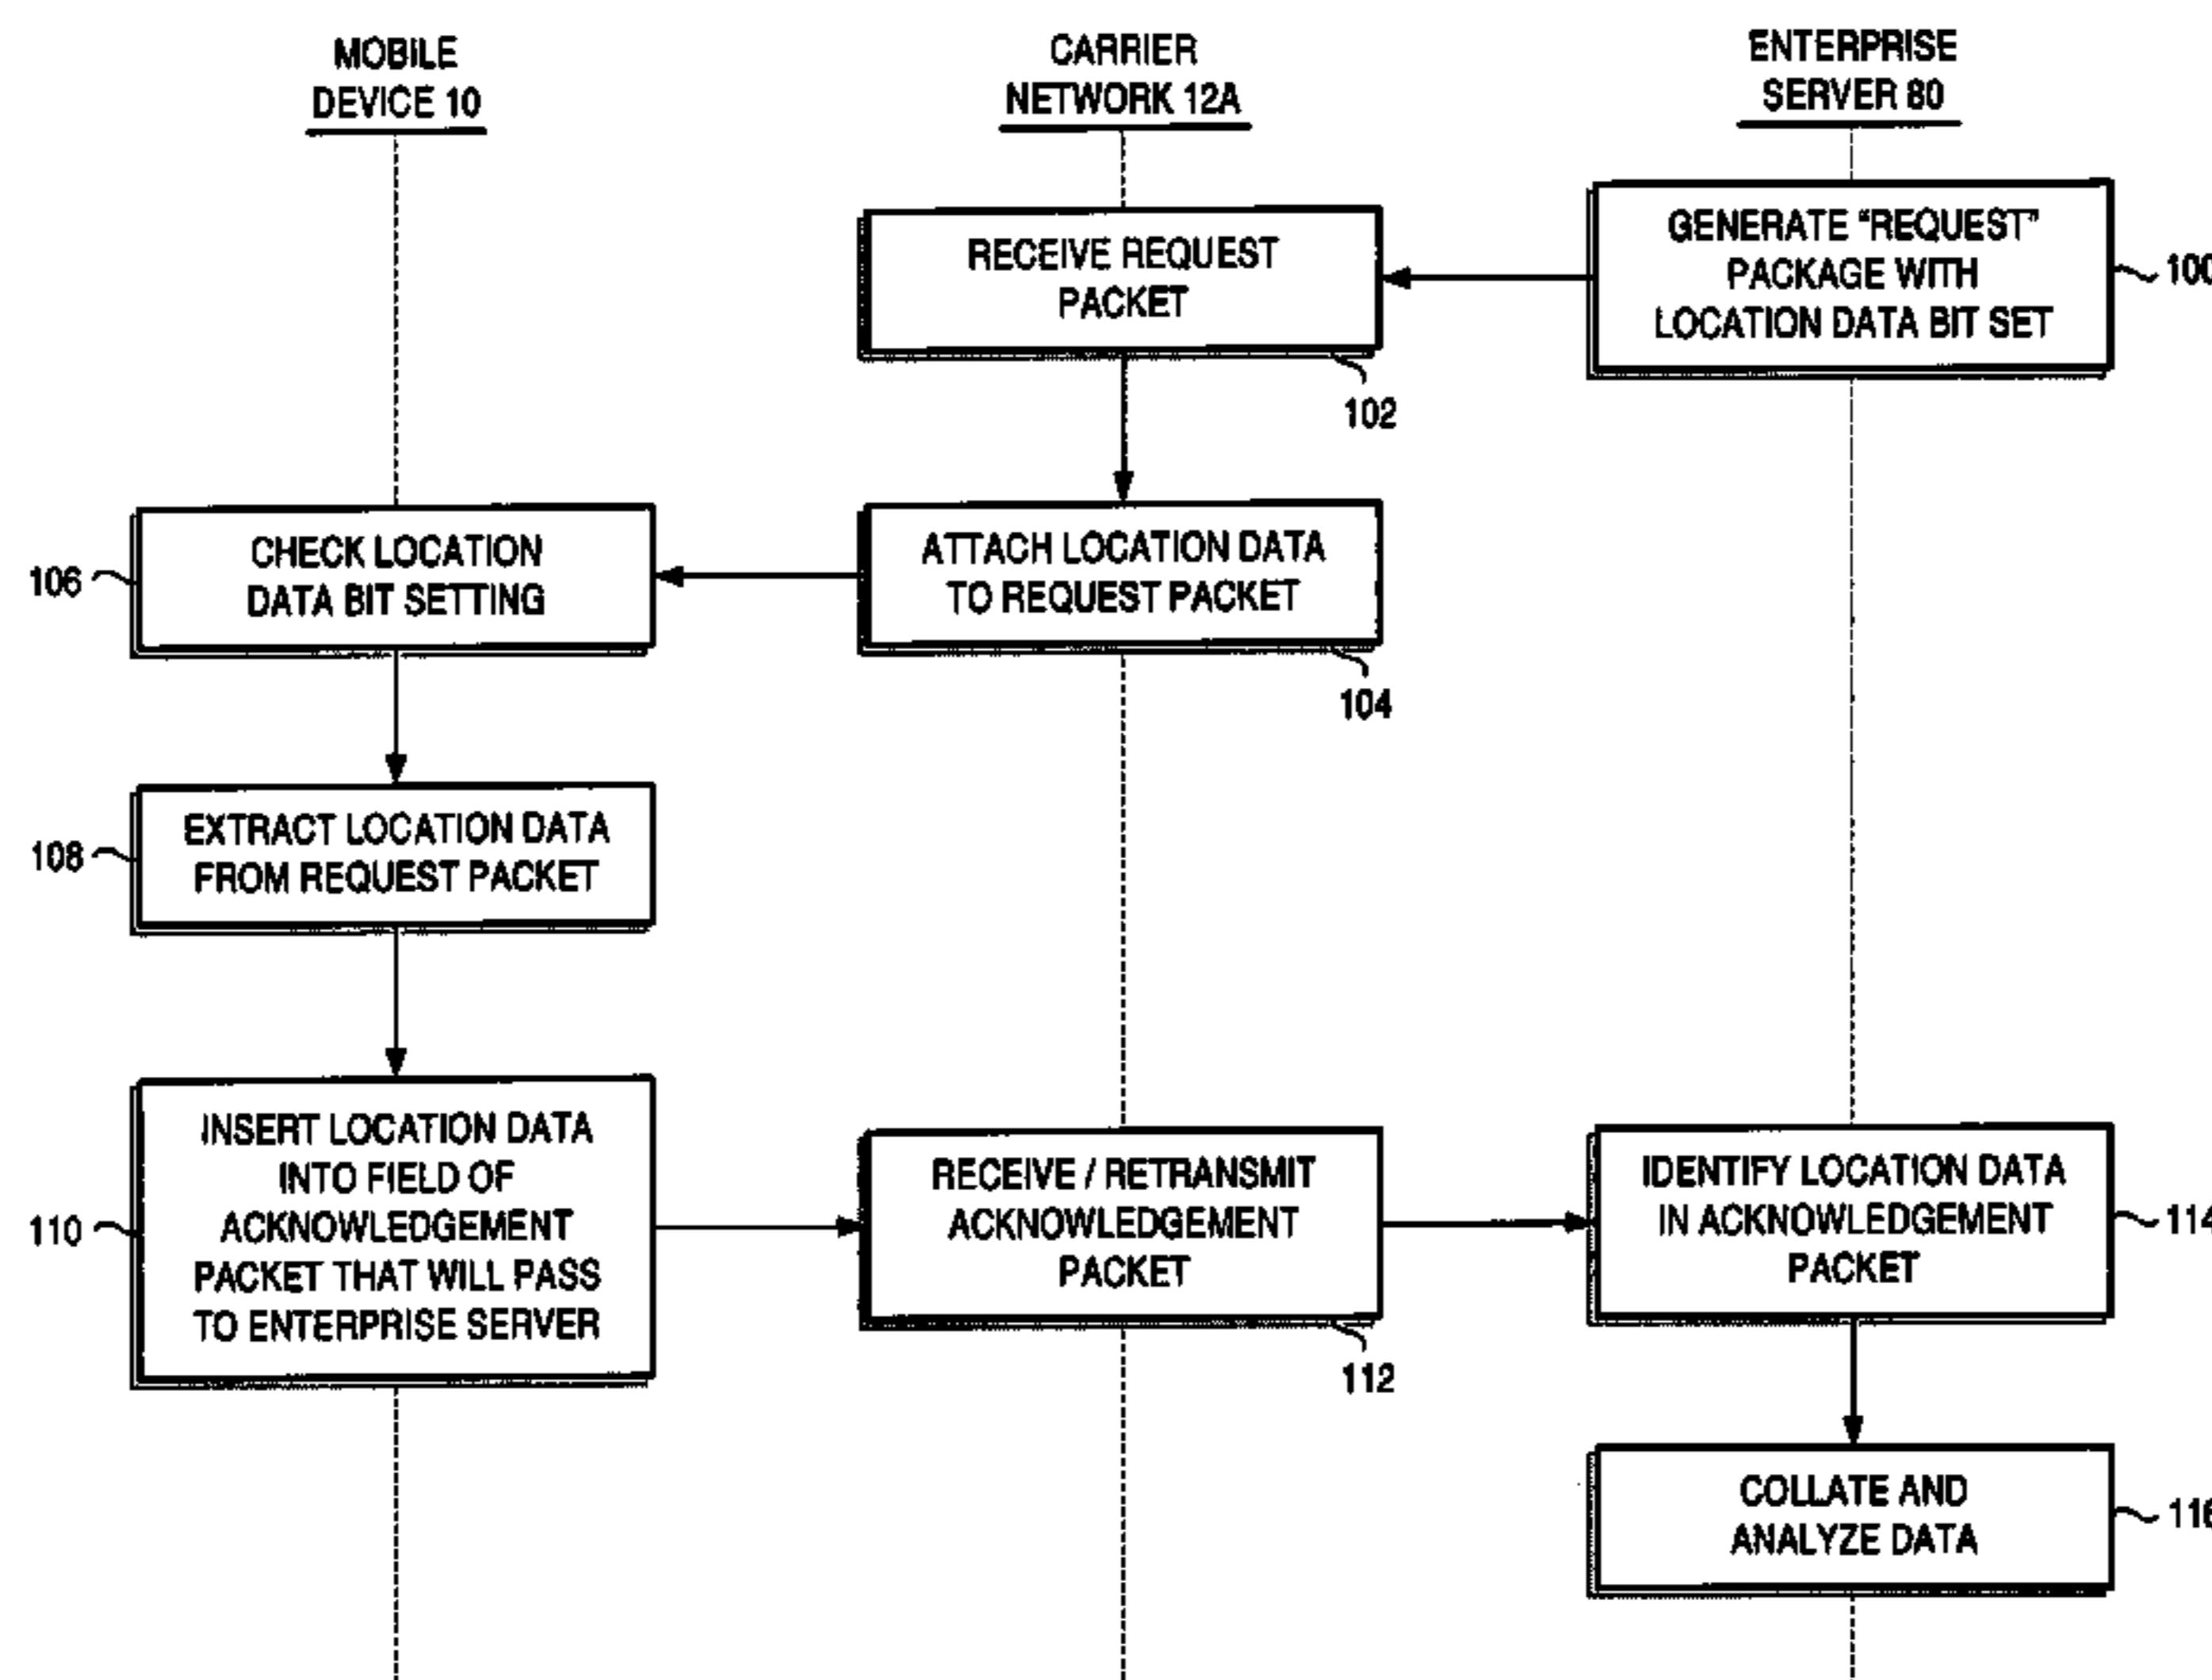 MOBILE
DEVICE 10
CARRIER
NETWORK 12A
ENTERPRISE
SERVER 80
GENERATE "REQUEST"
PACKAGE WITH
LOCATION DATA BIT SET
100
RECEIVE REQUEST
PACKET
102
ATTACH LOCATION DATA
TO REQUEST PACKET
104
CHECK LOCATION
DATA BIT SETTING
106
EXTRACT LOCATION DATA
FROM REQUEST PACKET
108
INSERT LOCATION DATA
INTO FIELD OF
ACKNOWLEDGEMENT
PACKET THAT WILL PASS
TO ENTERPRISE SERVER
110
RECEIVE / RETRANSMIT
ACKNOWLEDGEMENT
PACKET
112
IDENTIFY LOCATION DATA
IN ACKNOWLEDGEMENT
PACKET
114
COLLATE AND
ANALYZE DATA
116